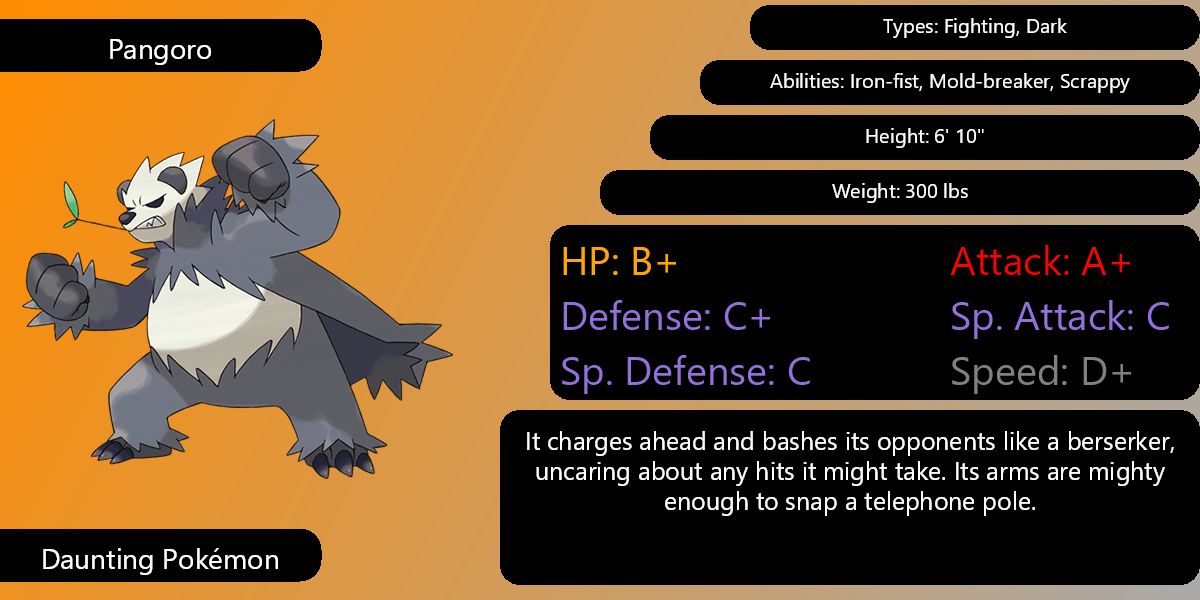 Pangoro
Types: Fighting, Dark
Abilities: Iron-fist, Mold-breaker, Scrappy
Height: 6' 10"
Weight: 300 lbs
HP: B+
Attack: A+
Defense: C+
Sp. Attack: C
Sp. Defense: C
Speed: D+
It charges ahead and bashes its opponents like a berserker,
uncaring about any hits it might take. Its arms are mighty
enough to snap a telephone pole.
Daunting Pokémon